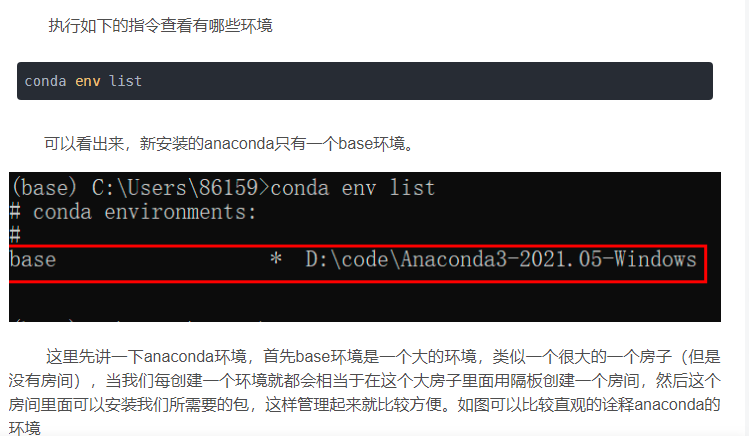 执行如下的指令查看有哪些环境
conda env list
可以看出来，新安装的anaconda只有一个base环境。
(base) C:\Users\86159>conda env list
# conda environments:
#
base * D:\code\Anaconda3-2021.05-Windows
这里先讲一下anaconda环境，首先base环境是一个大的环境，类似一个很大的一个房子（但是
没有房间），当我们每创建一个环境就都会相当于在这个大房子里面用隔板创建一个房间，然后这个
房间里面可以安装我们所需要的包，这样管理起来就比较方便。如图可以比较直观的诠释anaconda的
环境